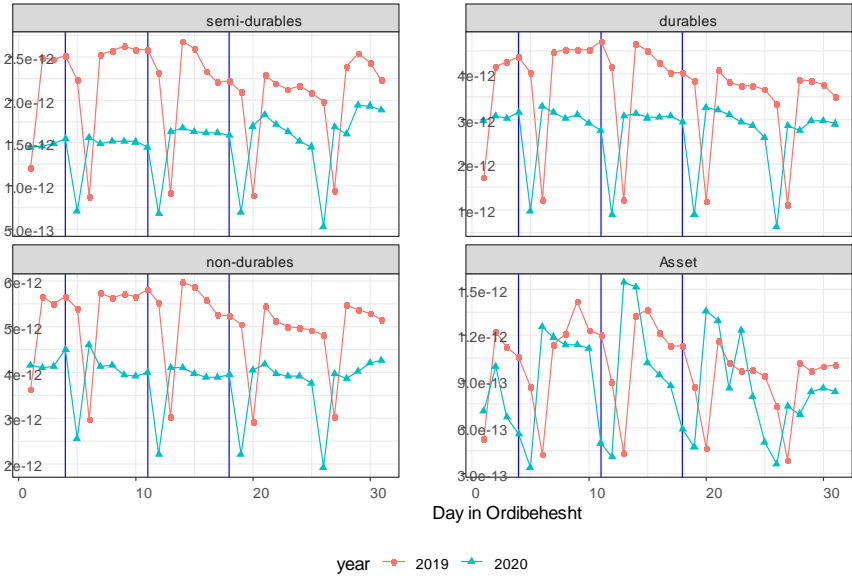 semi-durables
durables
2.5e-12
2.0e-12
1.5e-12
1.0e-12
5.0e-13
4e-12
3e-12
2e-12
1e-12
non-durables
Asset
6e-12
5e-12
4e-12
3e-12
2e-12
1.5e-12
1.2e-12
9.0e-13
6.0e-13
3.0e-13
0 10 20 30
0 10 20 30
Day in Ordibehesht
year 2019 2020